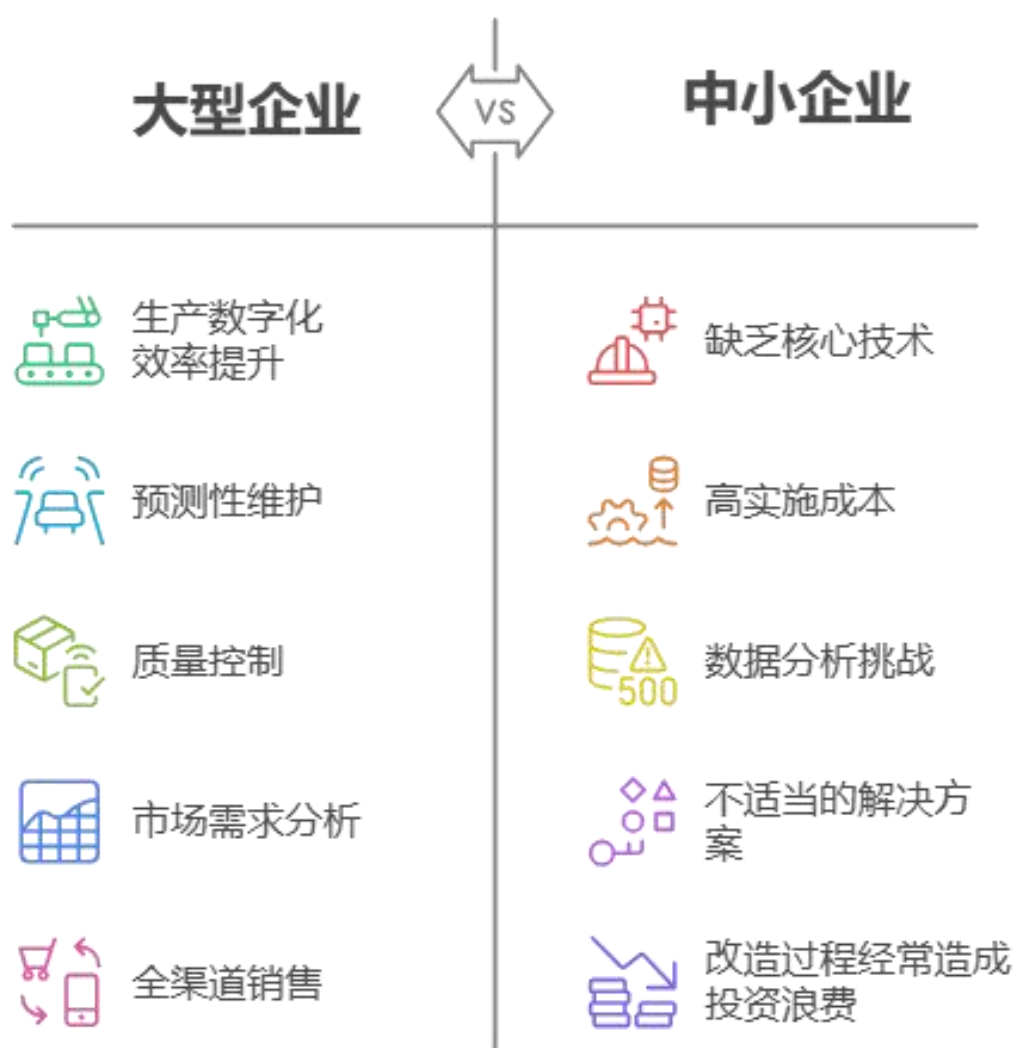 大型企业
VS
中小企业
生产数字化
效率提升
缺乏核心技术
预测性维护
高实施成本
质量控制
500
数据分析挑战
市场需求分析
不适当的解决方
案
全渠道销售
改造过程经常造成
投资浪费